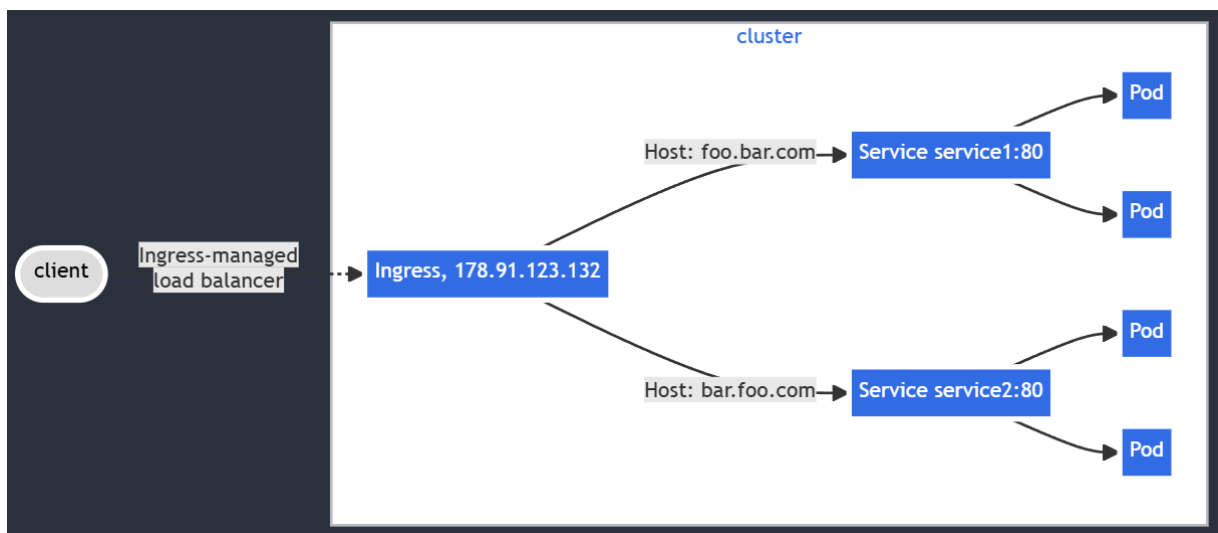 cluster
Pod
Host: foo.bar.com
Service service1:80
Pod
client
Ingress-managed
load balancer
Ingress, 178.91.123.132
Pod
Host: bar.foo.com
Service service2:80
Pod